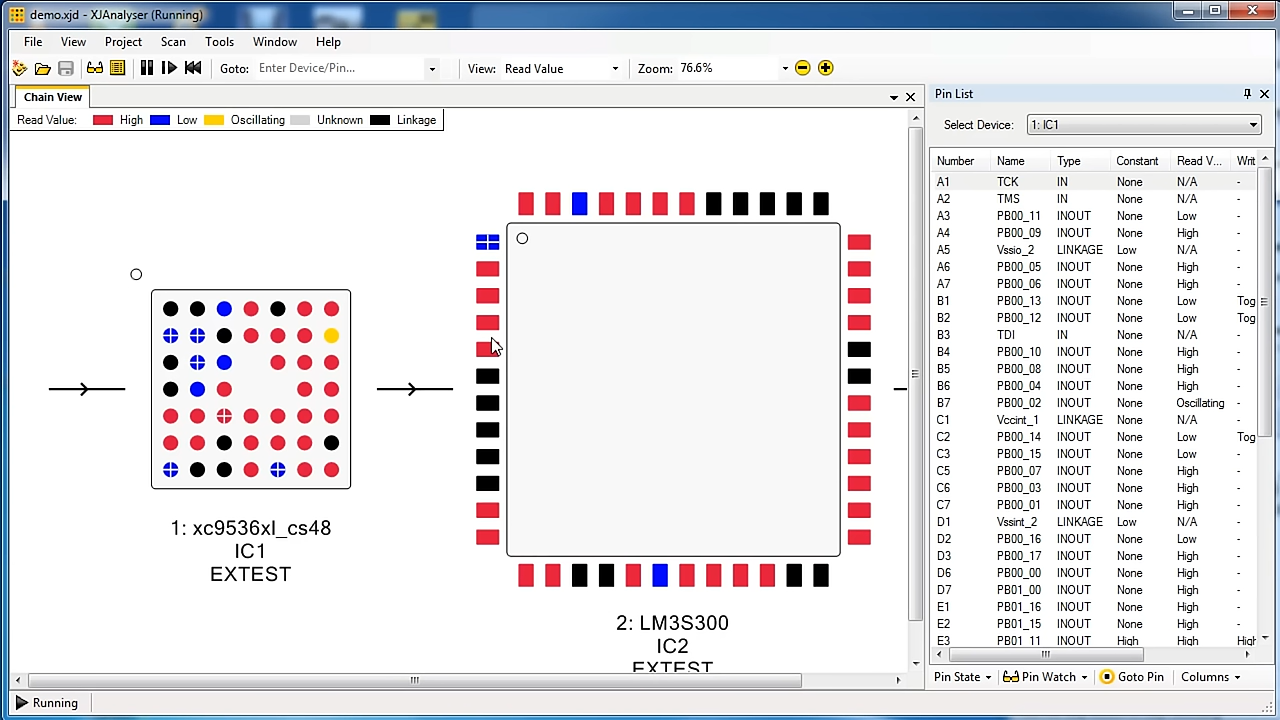 demo.xjd - XJAnalyser (Running)
File View Project Scan Tools Window Help
Goto: Enter Device/Pin... View: Read Value Zoom: 76.6%
Chain View
Read Value: High Low Oscillating Unknown Linkage
1: xc9536xl_cs48
IC1
EXTEST
2: LM3S300
IC2
EXTEST
Pin List
Select Device: 1: IC1
Number Name Type Constant Read V... Writ
A1 TCK IN None N/A -
A2 TMS IN None N/A -
A3 PB00_11 INOUT None Low -
A4 PB00_09 INOUT None High -
A5 Vssio_2 LINKAGE Low N/A -
A6 PB00_05 INOUT None High -
A7 PB00_06 INOUT None High -
B1 PB00_13 INOUT None Low Tog
B2 PB00_12 INOUT None Low Tog
B3 TDI IN None N/A -
B4 PB00_10 INOUT None High -
B5 PB00_08 INOUT None High -
B6 PB00_04 INOUT None High -
B7 PB00_02 INOUT None Oscillating -
C1 Vccint_1 LINKAGE None N/A -
C2 PB00_14 INOUT None Low Tog
C3 PB00_15 INOUT None Low -
C5 PB00_07 INOUT None High -
C6 PB00_03 INOUT None High -
C7 PB00_01 INOUT None High -
D1 Vssint_2 LINKAGE Low N/A -
D2 PB00_16 INOUT None Low -
D3 PB00_17 INOUT None High -
D6 PB00_00 INOUT None High -
D7 PB01_00 INOUT None High -
E1 PB01_16 INOUT None High -
E2 PB01_15 INOUT None High -
E3 PB01_11 INOUT High High High
Pin State Pin Watch Goto Pin Columns
Running